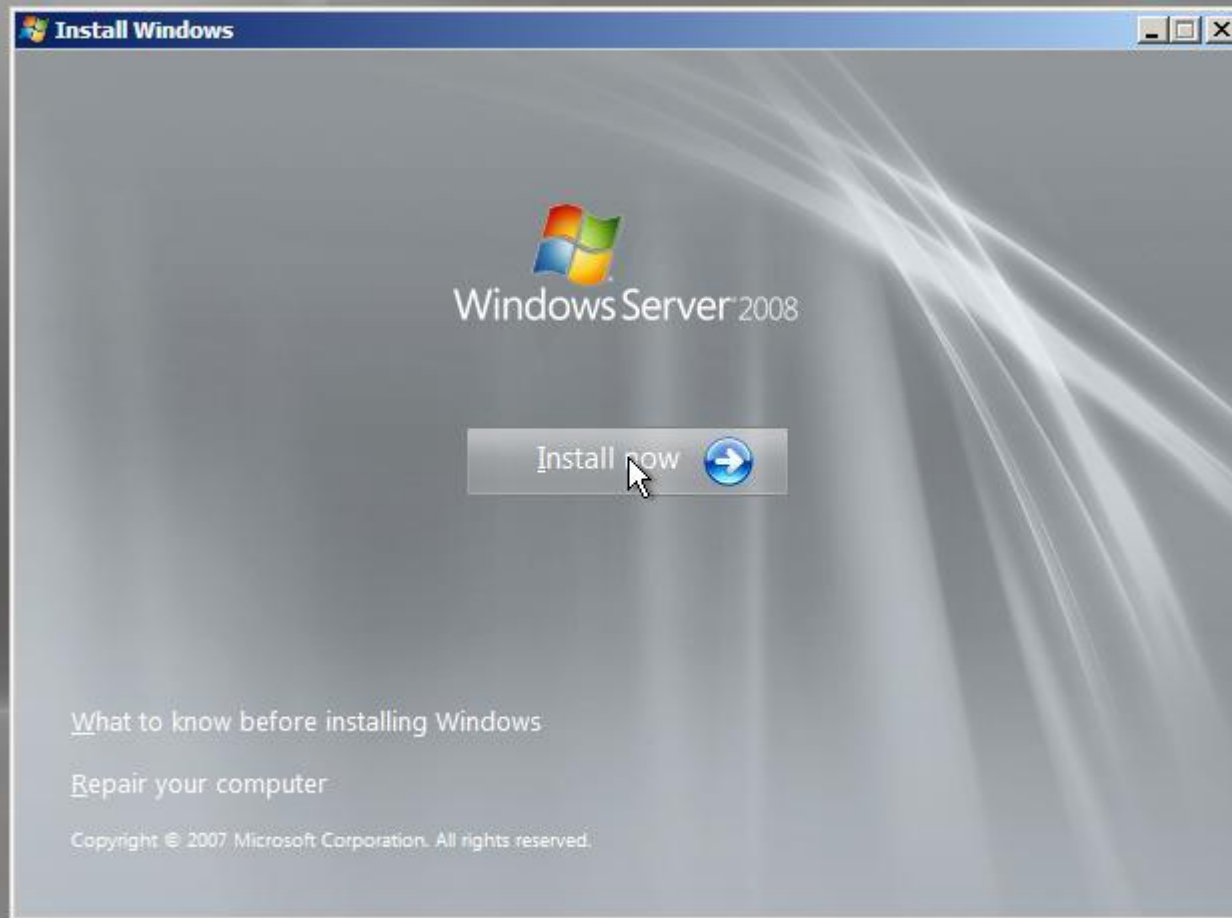 Install Windows
Windows Server 2008
Install now
What to know before installing Windows
Repair your computer
Copyright © 2007 Microsoft Corporation. All rights reserved.